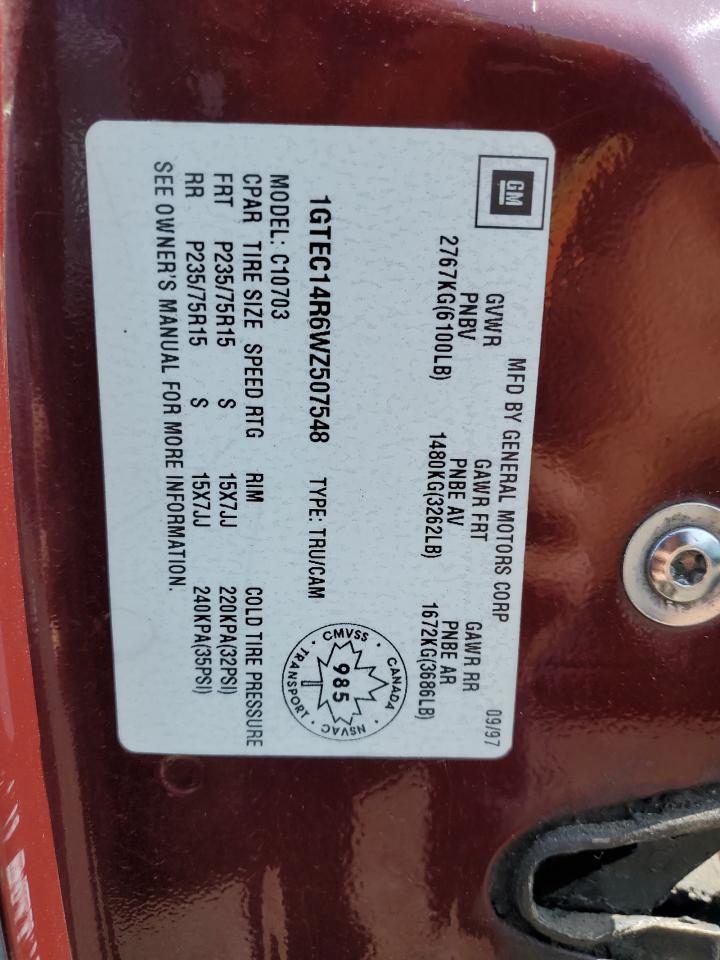 GM
MFD BY GENERAL MOTORS CORP 09/97
GVWR GAWR FRT GAWR RR
PNBV PNBE AV PNBE AR
2767KG(6100LB) 1480KG(3262LB) 1672KG(3686LB)
1GTEC14R6WZ507548 TYPE: TRU/CAM
CMVSS · CANADA · NSVAC · TRANSPORT ·
985
MODEL: C10703
CPAR TIRE SIZE SPEED RTG RIM COLD TIRE PRESSURE
FRT P235/75R15 S 15X7JJ 220KPA(32PSI)
RR P235/75R15 S 15X7JJ 240KPA(35PSI)
SEE OWNER'S MANUAL FOR MORE INFORMATION.